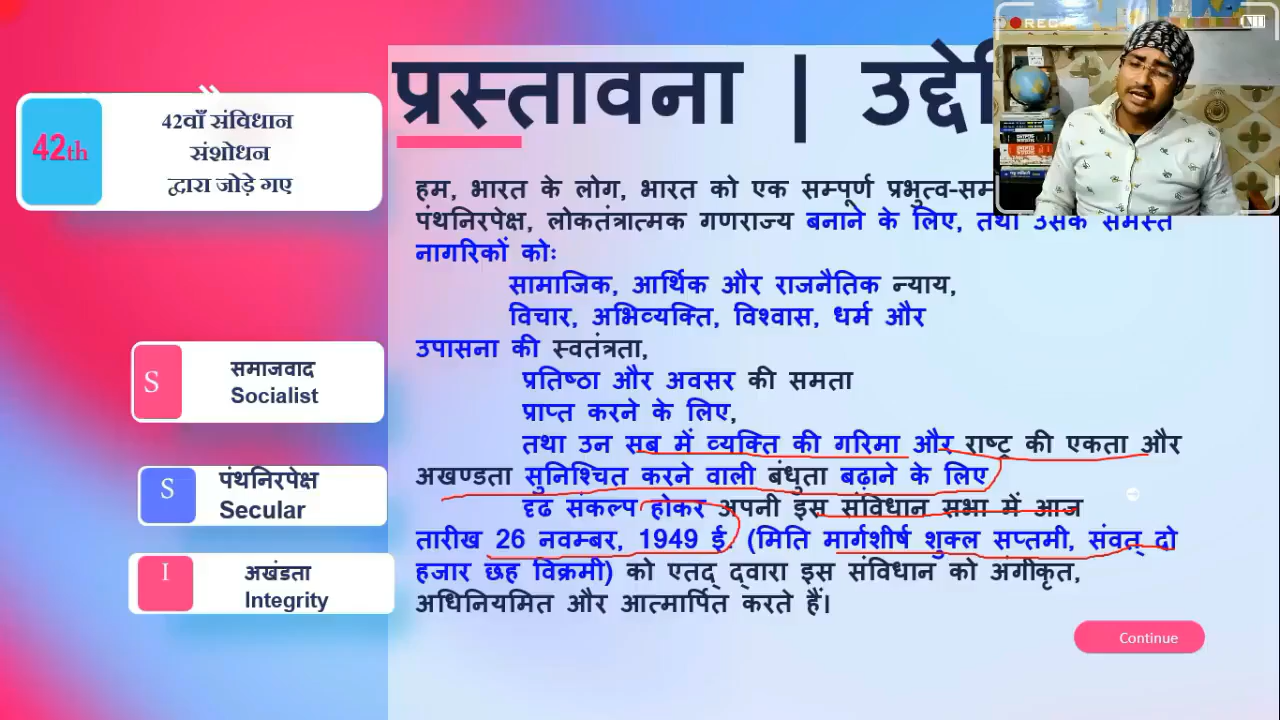 REC
प्रस्तावना | उद्दे
42th
42वाँ संविधान
संशोधन
द्वारा जोड़े गए
हम, भारत के लोग, भारत को एक सम्पूर्ण प्रभुत्व-सम्
पंथनिरपेक्ष, लोकतंत्रात्मक गणराज्य बनाने के लिए, तथा उसके समस्त
नागरिकों को:
सामाजिक, आर्थिक और राजनैतिक न्याय,
विचार, अभिव्यक्ति, विश्वास, धर्म और
उपासना की स्वतंत्रता,
प्रतिष्ठा और अवसर की समता
प्राप्त करने के लिए,
तथा उन सब में व्यक्ति की गरिमा और राष्ट्र की एकता और
अखण्डता सुनिश्चित करने वाली बंधुता बढ़ाने के लिए
दृढ संकल्प होकर अपनी इस संविधान सभा में आज
तारीख 26 नवम्बर, 1949 ई. (मिति मार्गशीर्ष शुक्ल सप्तमी, संवत् दो
हजार छह विक्रमी) को एतद् द्वारा इस संविधान को अंगीकृत,
अधिनियमित और आत्मार्पित करते हैं।
S
समाजवाद
Socialist
S
पंथनिरपेक्ष
Secular
I
अखंडता
Integrity
Continue